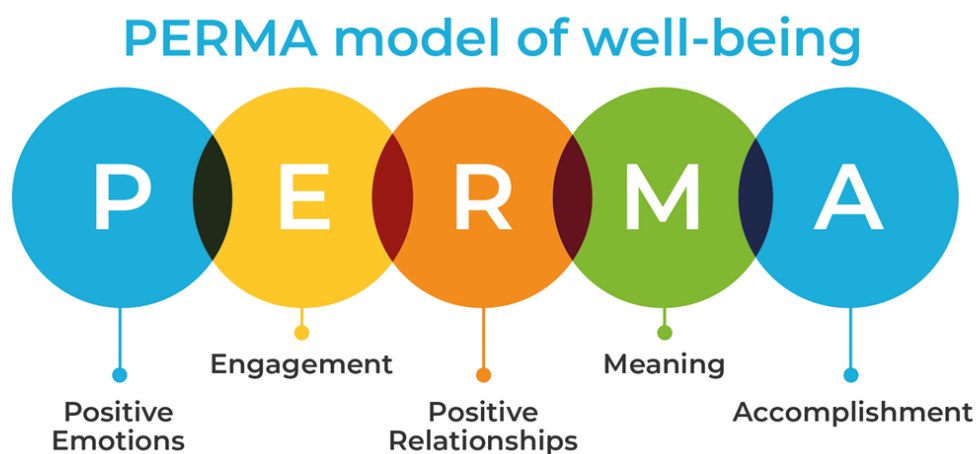 PERMA model of well-being
P E R M A
Positive
Emotions
Engagement
Positive
Relationships
Meaning
Accomplishment